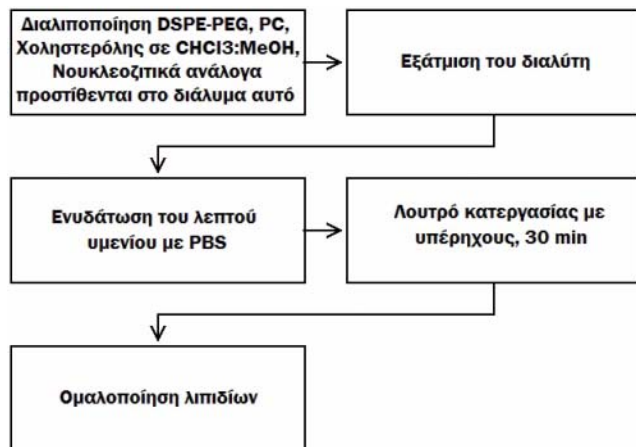 Διαλιποποίηση DSPE-PEG, PC,
Χοληστερόλης σε CHCl3:MeOH,
Νουκλεοζιτικά ανάλογα
προστίθενται στο διάλυμα αυτό
Εξάτμιση του διαλύτη
Ενυδάτωση του λεπτού
υμενίου με PBS
Λουτρό κατεργασίας με
υπέρηχους, 30 min
Ομαλοποίηση λιπιδίων